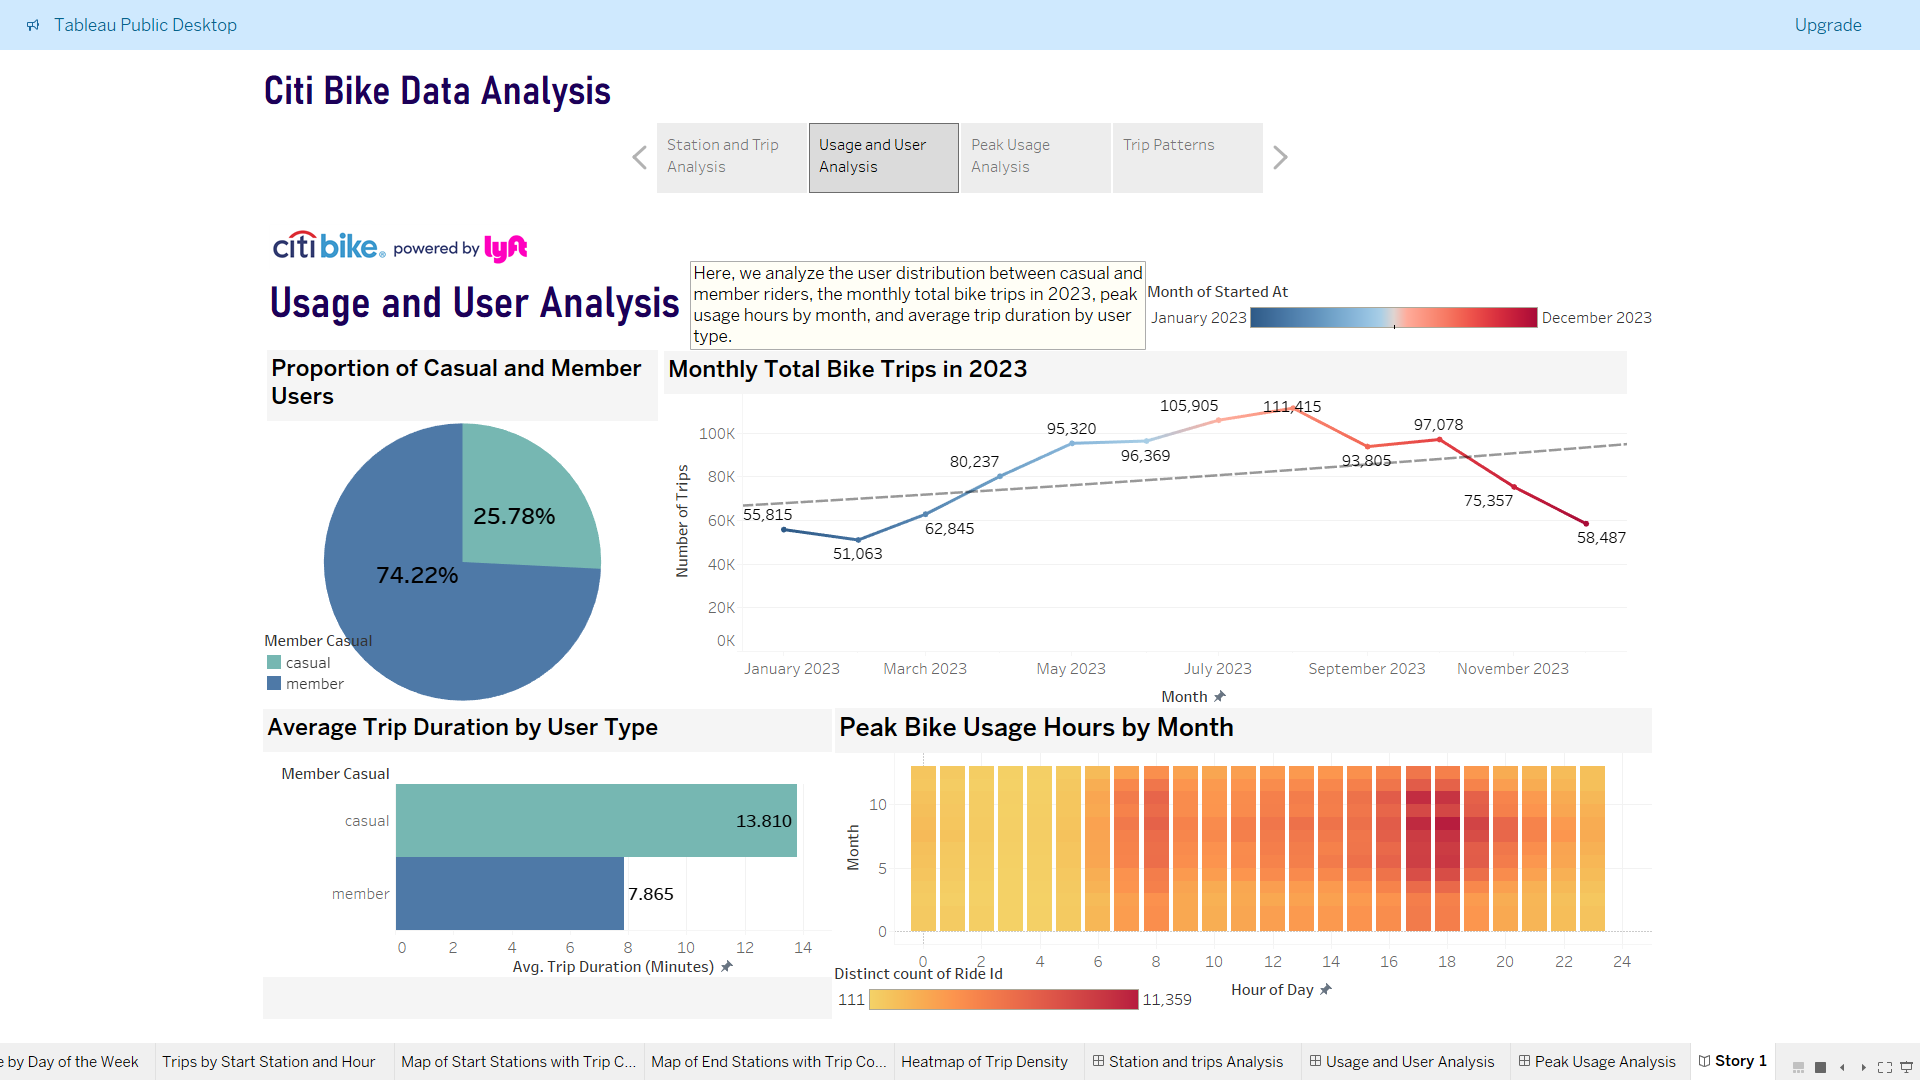 Tableau Public Desktop
Upgrade
Citi Bike Data Analysis
Station and Trip
Analysis
Usage and User
Analysis
Peak Usage
Analysis
Trip Patterns
citi bike® powered by lyft
Usage and User Analysis
Here, we analyze the user distribution between casual and
member riders, the monthly total bike trips in 2023, peak
usage hours by month, and average trip duration by user
type.
Month of Started At
January 2023
December 2023
Proportion of Casual and Member
Users
25.78%
74.22%
Member Casual
casual
member
Monthly Total Bike Trips in 2023
Number of Trips
100K
80K
60K
40K
20K
0K
55,815
51,063
62,845
80,237
95,320
96,369
105,905
111,415
93,805
97,078
75,357
58,487
January 2023
March 2023
May 2023
July 2023
September 2023
November 2023
Month
Average Trip Duration by User Type
Member Casual
casual
13.810
member
7.865
0 2 4 6 8 10 12 14
Avg. Trip Duration (Minutes)
Peak Bike Usage Hours by Month
Month
10
5
0
0 2 4 6 8 10 12 14 16 18 20 22 24
Hour of Day
Distinct count of Ride Id
111
11,359
e by Day of the Week
Trips by Start Station and Hour
Map of Start Stations with Trip C...
Map of End Stations with Trip Co...
Heatmap of Trip Density
Station and trips Analysis
Usage and User Analysis
Peak Usage Analysis
Story 1